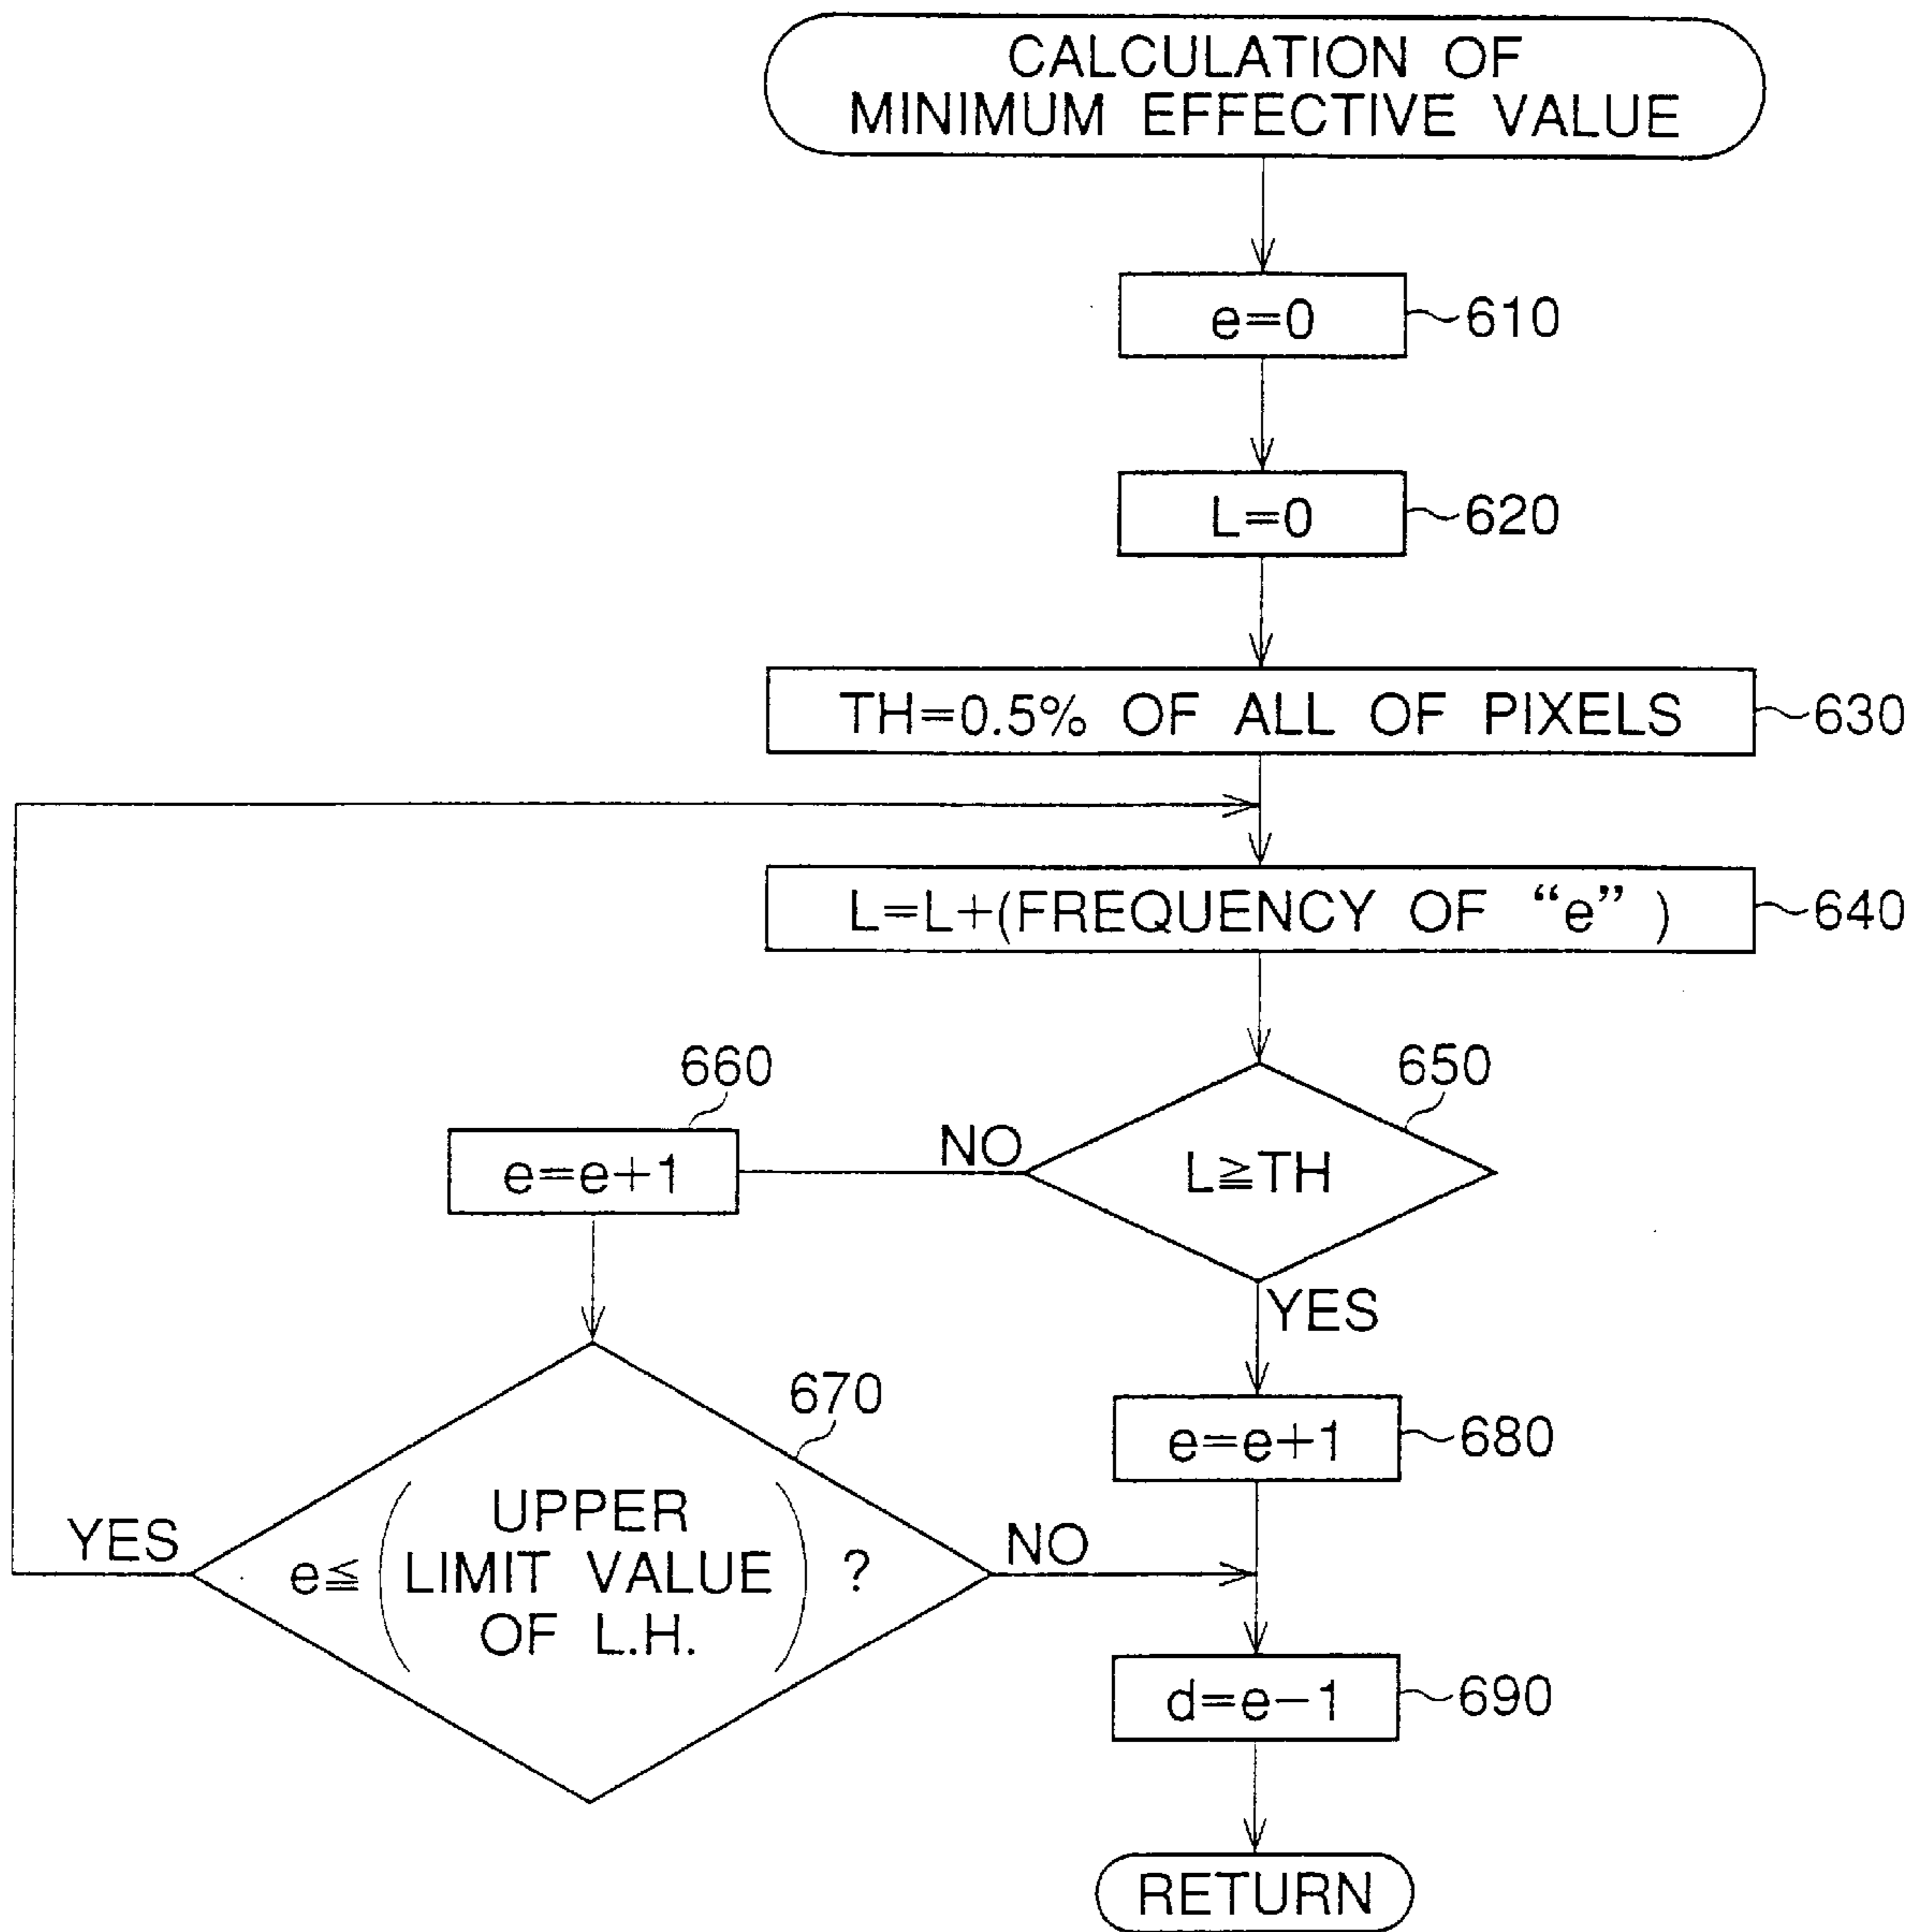 CALCULATION OF
MINIMUM EFFECTIVE VALUE
e=0
610
L=0
620
TH=0.5% OF ALL OF PIXELS
630
L=L+(FREQUENCY OF “e” )
640
660
650
e=e+1
NO
L≧TH
YES
670
e=e+1
680
YES
e≦
UPPER
LIMIT VALUE
OF L.H.
?
NO
d=e−1
690
RETURN